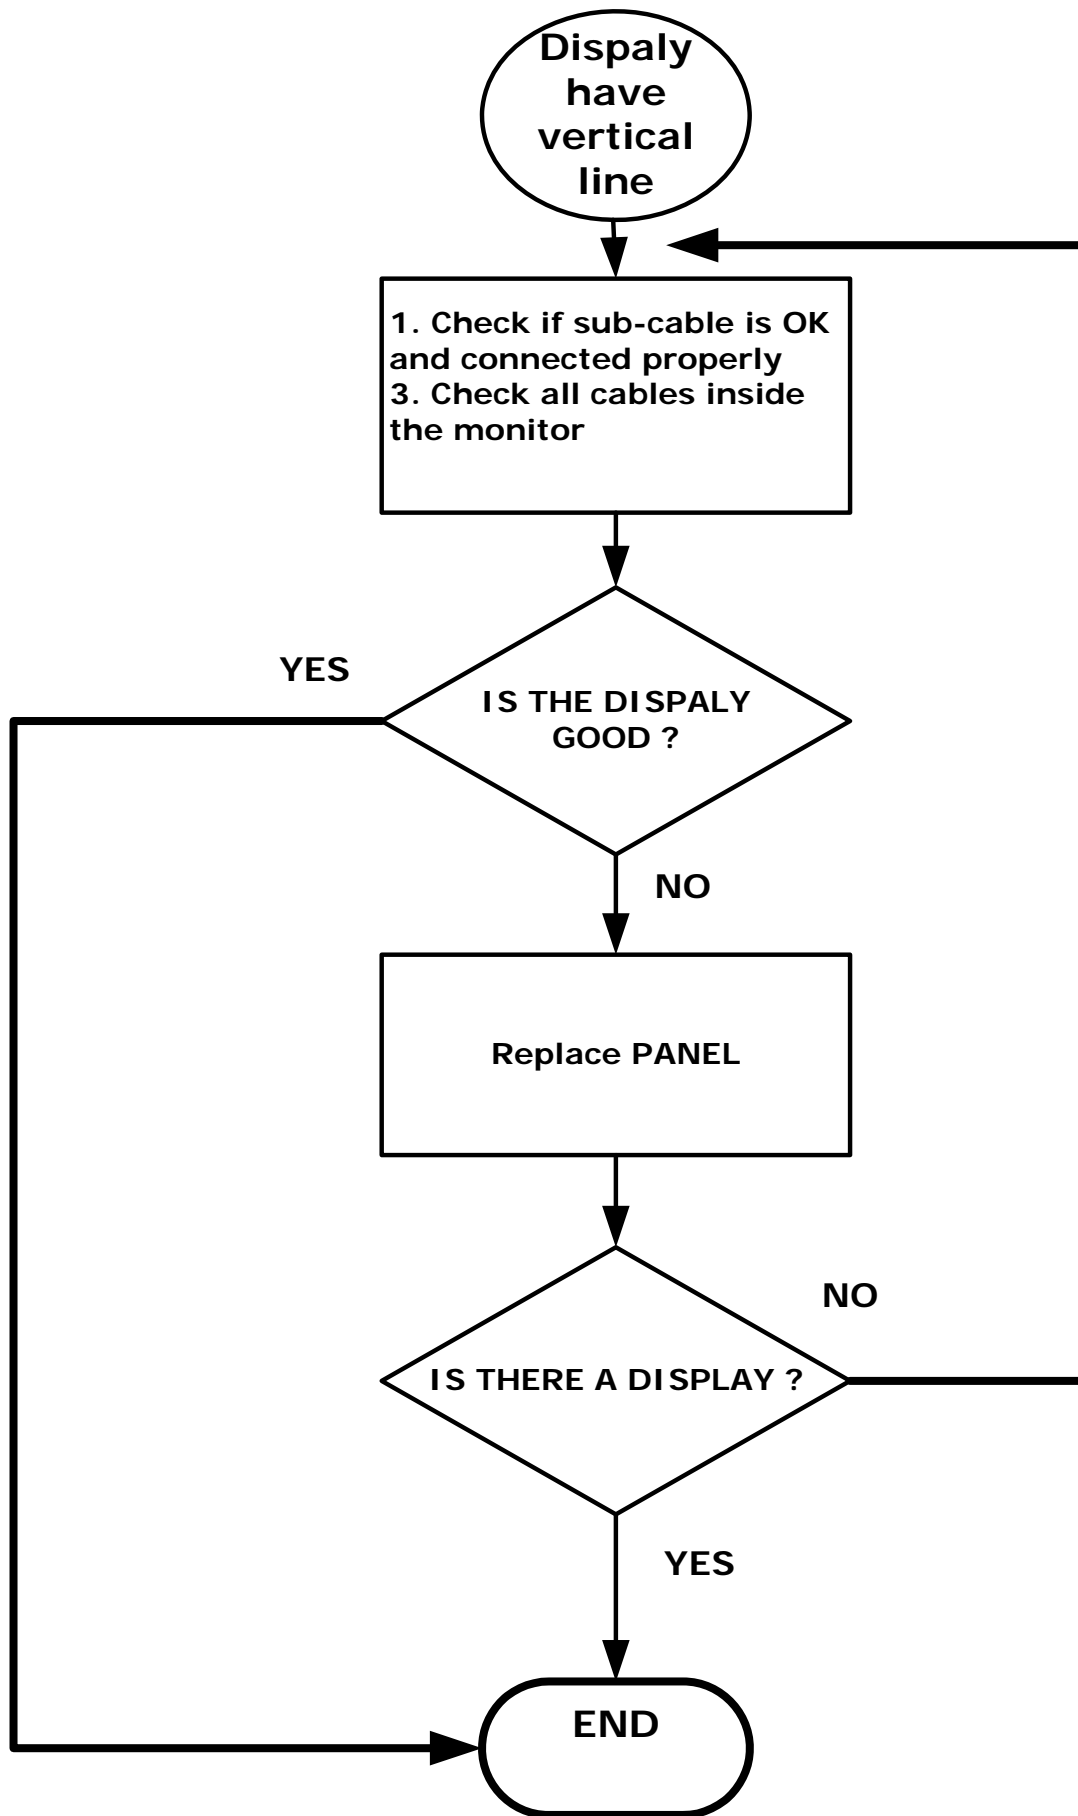 Dispaly
have
vertical
line
1. Check if sub-cable is OK
and connected properly
3. Check all cables inside
the monitor
YES
IS THE DISPALY
GOOD ?
NO
Replace PANEL
NO
IS THERE A DISPLAY ?
YES
END